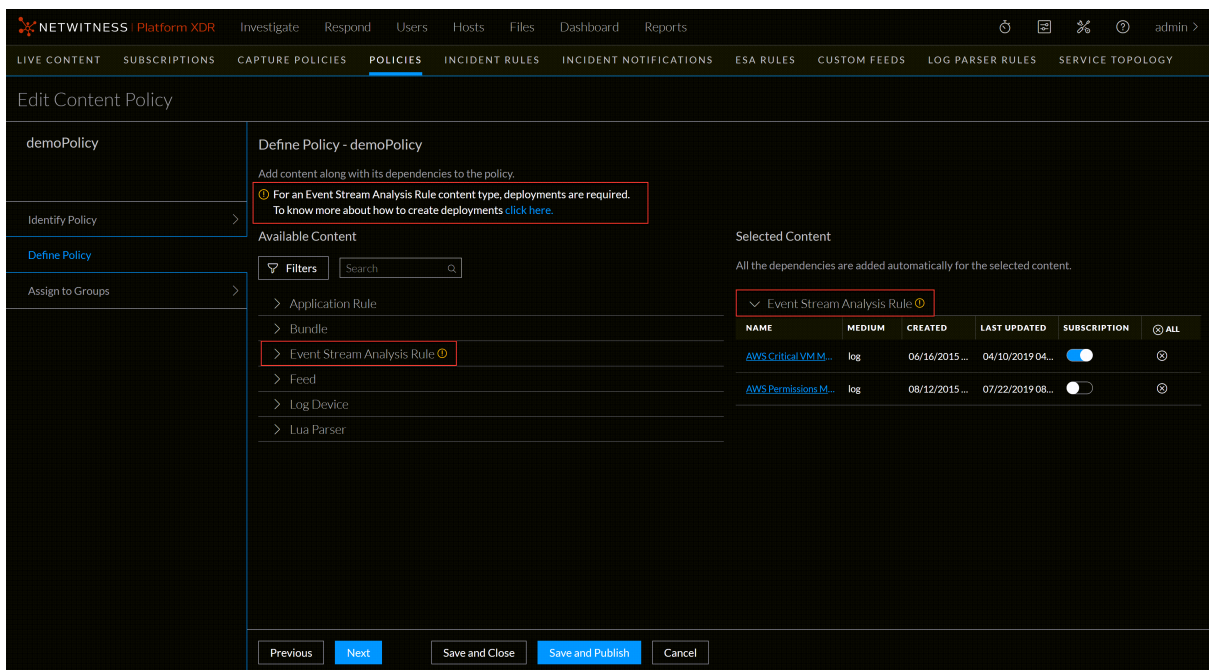 NETWITNESS | Platform XDR Investigate Respond Users Hosts Files Dashboard Reports admin >
LIVE CONTENT SUBSCRIPTIONS CAPTURE POLICIES POLICIES INCIDENT RULES INCIDENT NOTIFICATIONS ESA RULES CUSTOM FEEDS LOG PARSER RULES SERVICE TOPOLOGY
Edit Content Policy
demoPolicy
Identify Policy
Define Policy
Assign to Groups
Define Policy - demoPolicy
Add content along with its dependencies to the policy.
For an Event Stream Analysis Rule content type, deployments are required.
To know more about how to create deployments click here.
Available Content
Filters Search
Application Rule
Bundle
Event Stream Analysis Rule
Feed
Log Device
Lua Parser
Selected Content
All the dependencies are added automatically for the selected content.
Event Stream Analysis Rule
NAME MEDIUM CREATED LAST UPDATED SUBSCRIPTION ALL
AWS Critical VM M... log 06/16/2015 ... 04/10/2019 04...
AWS Permissions M... log 08/12/2015 ... 07/22/2019 08...
Previous Next Save and Close Save and Publish Cancel